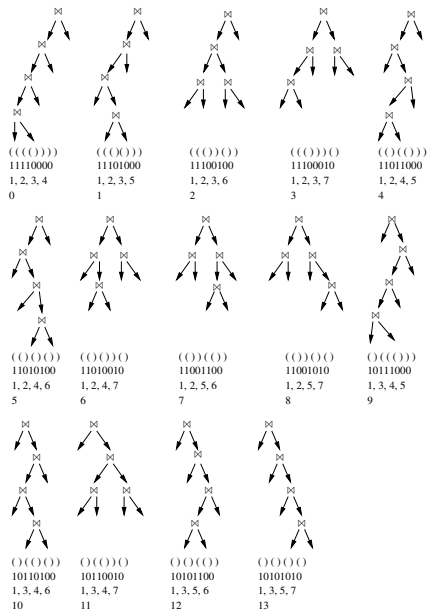 ( ( ( ( ) ) ) )
11110000
1, 2, 3, 4
0
( ( ( ) ( ) ) )
11101000
1, 2, 3, 5
1
( ( ( ) ) ( ) )
11100100
1, 2, 3, 6
2
( ( ( ) ) ) ( )
11100010
1, 2, 3, 7
3
( ( ) ( ( ) ) )
11011000
1, 2, 4, 5
4
( ( ) ( ) ( ) )
11010100
1, 2, 4, 6
5
( ( ) ( ) ) ( )
11010010
1, 2, 4, 7
6
( ( ) ) ( ( ) )
11001100
1, 2, 5, 6
7
( ( ) ) ( ) ( )
11001010
1, 2, 5, 7
8
( ) ( ( ( ) ) )
10111000
1, 3, 4, 5
9
( ) ( ( ) ( ) )
10110100
1, 3, 4, 6
10
( ) ( ( ) ) ( )
10110010
1, 3, 4, 7
11
( ) ( ) ( ( ) )
10101100
1, 3, 5, 6
12
( ) ( ) ( ) ( )
10101010
1, 3, 5, 7
13